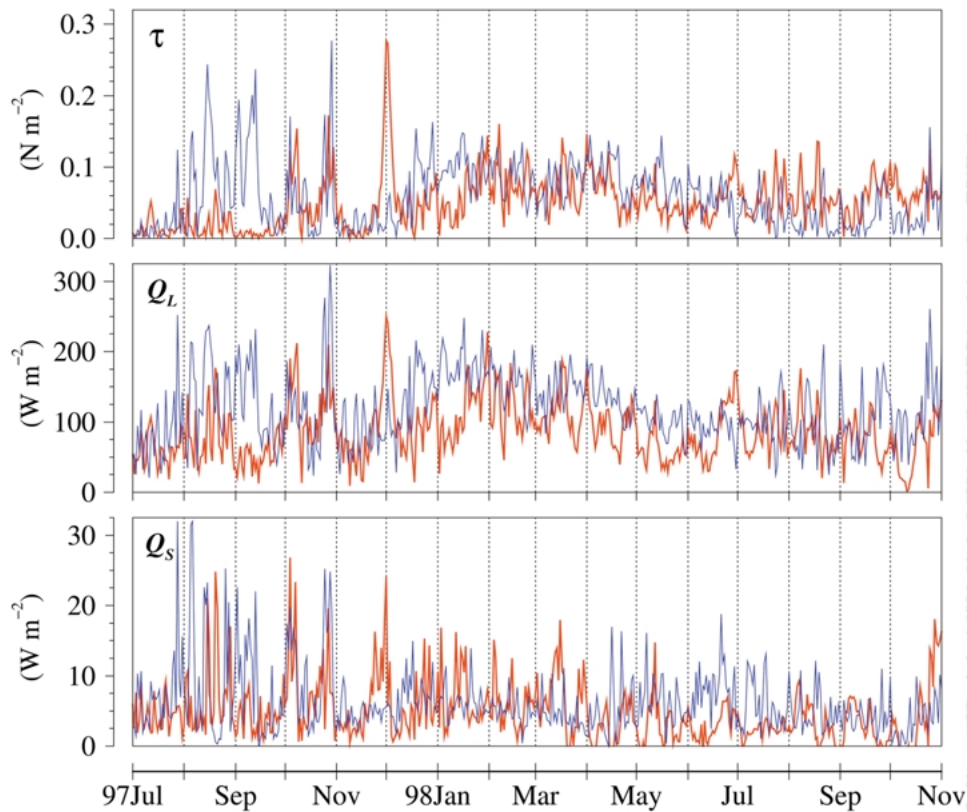 0.3
τ
0.2
(N m⁻²)
0.1
0.0
300
Q_L
200
(W m⁻²)
100
0
30
Q_S
20
(W m⁻²)
10
0
97Jul Sep Nov 98Jan Mar May Jul Sep Nov